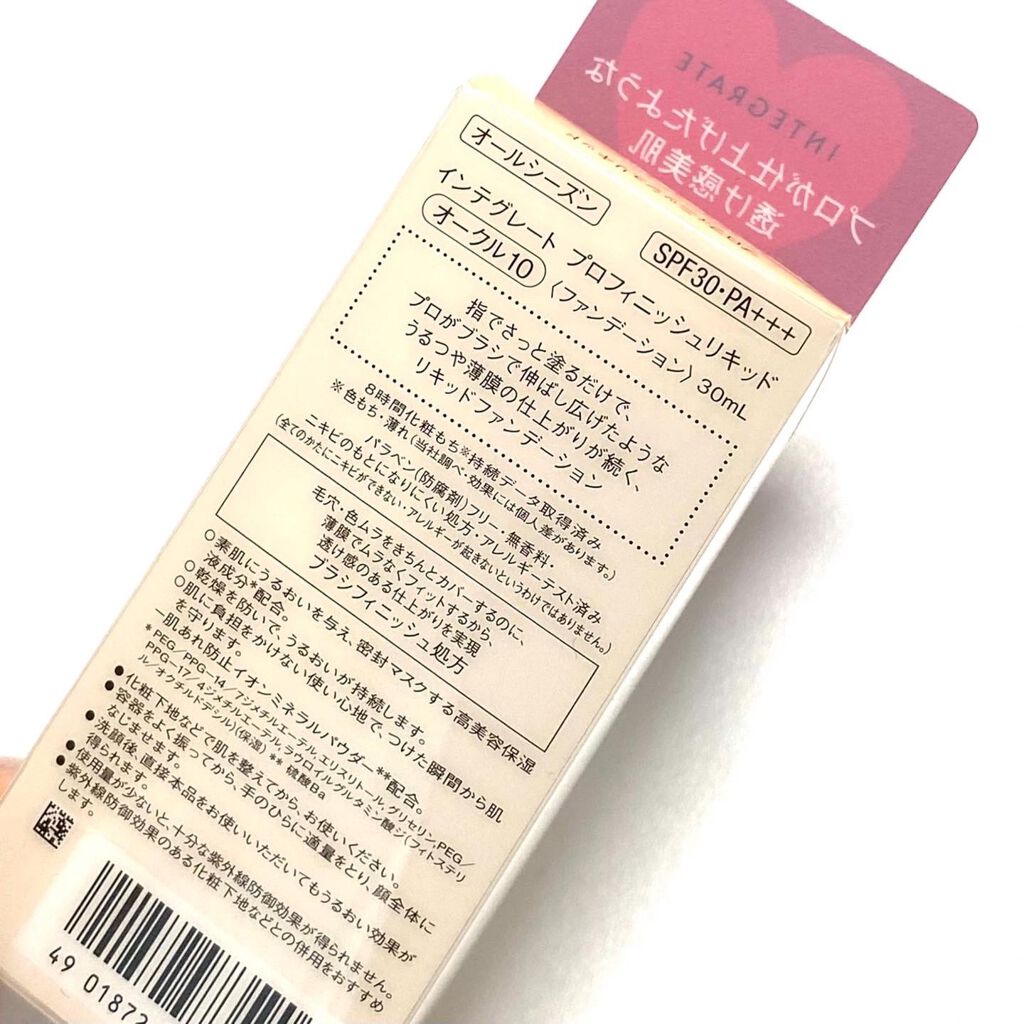 INTEGRATE
プロが仕上げたような
透け感美肌
オールシーズン
SPF30・PA+++
インテグレート プロフィニッシュリキッド
オークル10
〈ファンデーション〉 30mL
指でさっと塗るだけで、
プロがブラシで伸ばし広げたような
うるつや薄膜の仕上がりが続く、
リキッドファンデーション
8時間化粧もち※持続データ取得済み
※色もち・薄れ(当社調べ・効果には個人差があります。)
パラベン(防腐剤)フリー・無香料・
ニキビのもとになりにくい処方・アレルギーテスト済み
(全てのかたにニキビができない・アレルギーが起きないというわけではありません。)
毛穴・色ムラをきちんとカバーするのに、
薄膜でムラなくフィットするから、
透け感のある仕上がりを実現
ブラシフィニッシュ処方
○素肌にうるおいを与え、密封マスクする高美容保湿
液成分*配合。
○乾燥を防いで、うるおいが持続します。
○肌に負担をかけない使い心地で、つけた瞬間から肌
を守ります。
―肌あれ防止イオンミネラルパウダー**配合。
*PEG/PPG-14/7ジメチルエーテル,エリスリトール,グリセリン,PEG/
PPG-17/4ジメチルエーテル,ラウロイルグルタミン酸ジ(フィトステリ
ル/オクチルドデシル)(保湿) ** 硫酸Ba
●化粧下地などで肌を整えてから、お使いください。
●容器をよく振ってから、手のひらに適量をとり、顔全体に
なじませます。
●洗顔後、直接本品をお使いいただいてもうるおい効果が
得られます。
●使用量が少ないと、十分な紫外線防御効果が得られません。
●紫外線防御効果のある化粧下地などとの併用をおすすめ
します。
49 01872